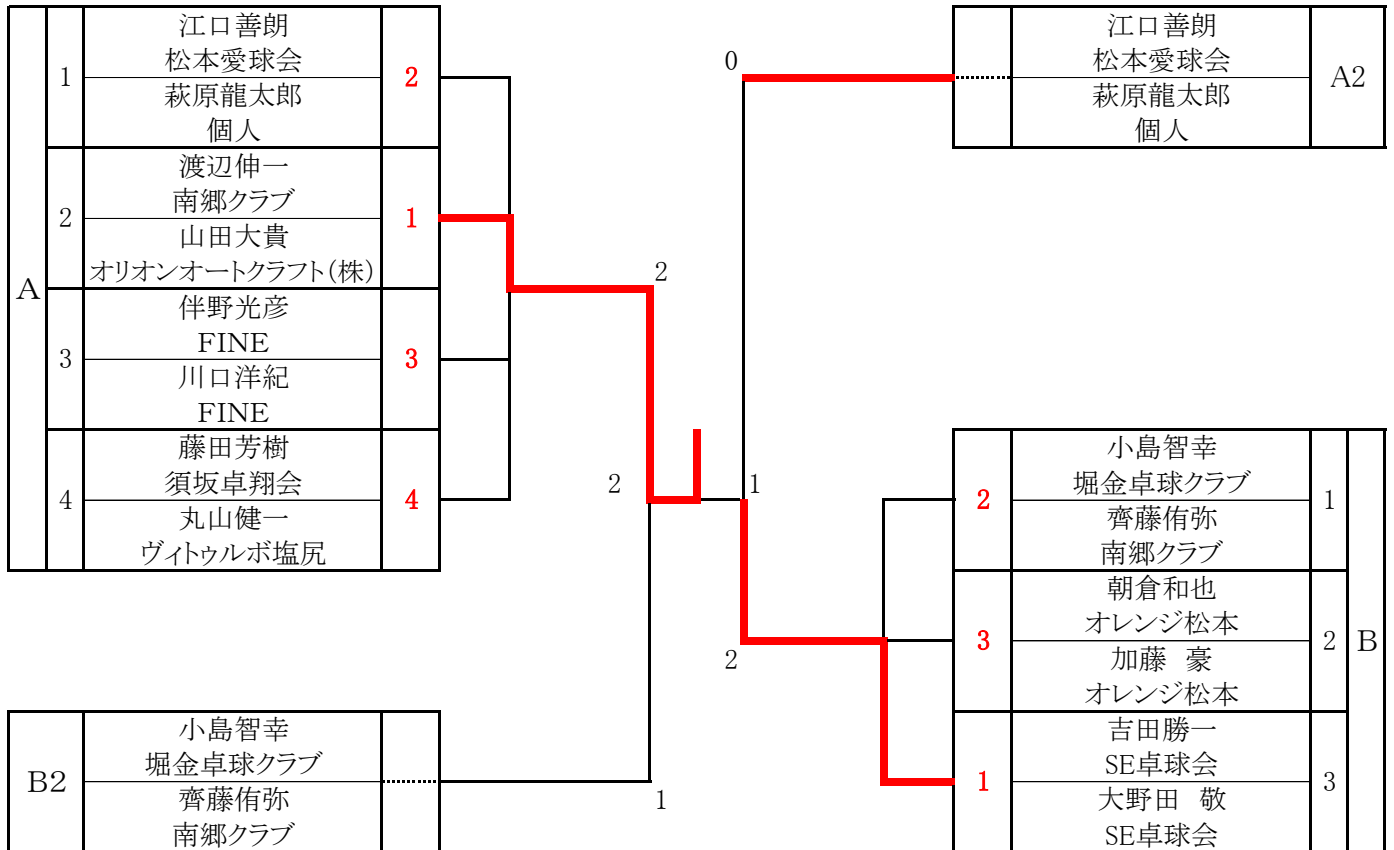 A
1
江口善朗
松本愛球会
萩原龍太郎
個人
2
2
渡辺伸一
南郷クラブ
山田大貴
オリオンオートクラフト(株)
1
3
伴野光彦
FINE
川口洋紀
FINE
3
4
藤田芳樹
須坂卓翔会
丸山健一
ヴィトゥルボ塩尻
4
B2
小島智幸
堀金卓球クラブ
齊藤侑弥
南郷クラブ
2
2
1
0
1
2
江口善朗
松本愛球会
萩原龍太郎
個人
A2
2
小島智幸
堀金卓球クラブ
齊藤侑弥
南郷クラブ
1
3
朝倉和也
オレンジ松本
加藤 豪
オレンジ松本
2
B
1
吉田勝一
SE卓球会
大野田 敬
SE卓球会
3